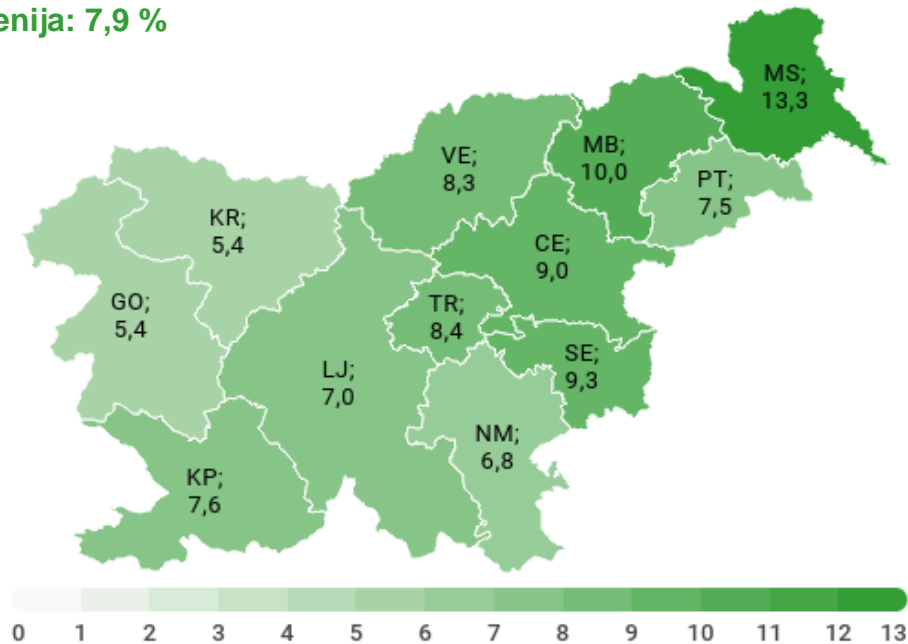 enija: 7,9 %
MS;
13,3
MB;
10,0
VE;
8,3
PT;
7,5
KR;
5,4
CE;
9,0
GO;
5,4
TR;
8,4
SE;
9,3
LJ;
7,0
NM;
6,8
KP;
7,6
0 1 2 3 4 5 6 7 8 9 10 11 12 13